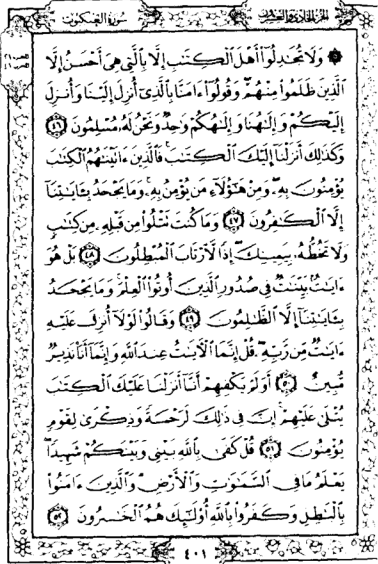 الجزء الحادي والعشرون
سورة العنكبوت
۞ وَلَا تُجَٰدِلُوٓا۟ أَهْلَ ٱلْكِتَٰبِ إِلَّا بِٱلَّتِى هِىَ أَحْسَنُ إِلَّا
ٱلَّذِينَ ظَلَمُوا۟ مِنْهُمْ وَقُولُوٓا۟ ءَامَنَّا بِٱلَّذِىٓ أُنزِلَ إِلَيْنَا وَأُنزِلَ
إِلَيْكُمْ وَإِلَٰهُنَا وَإِلَٰهُكُمْ وَٰحِدٌ وَنَحْنُ لَهُۥ مُسْلِمُونَ ٤٦
وَكَذَٰلِكَ أَنزَلْنَآ إِلَيْكَ ٱلْكِتَٰبَ فَٱلَّذِينَ ءَاتَيْنَٰهُمُ ٱلْكِتَٰبَ
يُؤْمِنُونَ بِهِۦ وَمِنْ هَٰٓؤُلَآءِ مَن يُؤْمِنُ بِهِۦ وَمَا يَجْحَدُ بِـَٔايَٰتِنَآ
إِلَّا ٱلْكَٰفِرُونَ ٤٧ وَمَا كُنتَ تَتْلُوا۟ مِن قَبْلِهِۦ مِن كِتَٰبٍ
وَلَا تَخُطُّهُۥ بِيَمِينِكَ إِذًا لَّٱرْتَابَ ٱلْمُبْطِلُونَ ٤٨ بَلْ هُوَ
ءَايَٰتٌۢ بَيِّنَٰتٌ فِى صُدُورِ ٱلَّذِينَ أُوتُوا۟ ٱلْعِلْمَ وَمَا يَجْحَدُ
بِـَٔايَٰتِنَآ إِلَّا ٱلظَّٰلِمُونَ ٤٩ وَقَالُوا۟ لَوْلَآ أُنزِلَ عَلَيْهِ
ءَايَٰتٌ مِّن رَّبِّهِۦ قُلْ إِنَّمَا ٱلْءَايَٰتُ عِندَ ٱللَّهِ وَإِنَّمَآ أَنَا۠ نَذِيرٌ
مُّبِينٌ ٥٠ أَوَلَمْ يَكْفِهِمْ أَنَّآ أَنزَلْنَا عَلَيْكَ ٱلْكِتَٰبَ
يُتْلَىٰ عَلَيْهِمْ إِنَّ فِى ذَٰلِكَ لَرَحْمَةً وَذِكْرَىٰ لِقَوْمٍ
يُؤْمِنُونَ ٥١ قُلْ كَفَىٰ بِٱللَّهِ بَيْنِى وَبَيْنَكُمْ شَهِيدًا
يَعْلَمُ مَا فِى ٱلسَّمَٰوَٰتِ وَٱلْأَرْضِ وَٱلَّذِينَ ءَامَنُوا۟
بِٱلْبَٰطِلِ وَكَفَرُوا۟ بِٱللَّهِ أُو۟لَٰٓئِكَ هُمُ ٱلْخَٰسِرُونَ ٥٢
٤٠١